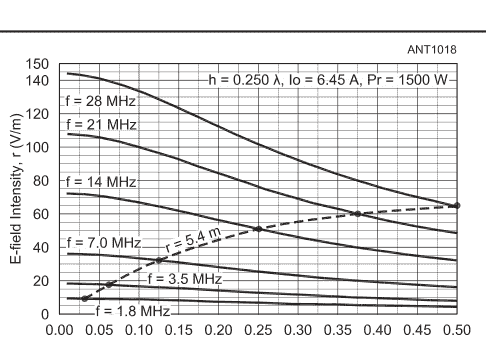 ANT1018
E-field Intensity, r (V/m)
150
140
120
100
80
60
40
20
0
h = 0.250 λ, Io = 6.45 A, Pr = 1500 W
f = 28 MHz
f = 21 MHz
f = 14 MHz
f = 7.0 MHz
r = 5.4 m
f = 3.5 MHz
f = 1.8 MHz
0.00 0.05 0.10 0.15 0.20 0.25 0.30 0.35 0.40 0.45 0.50